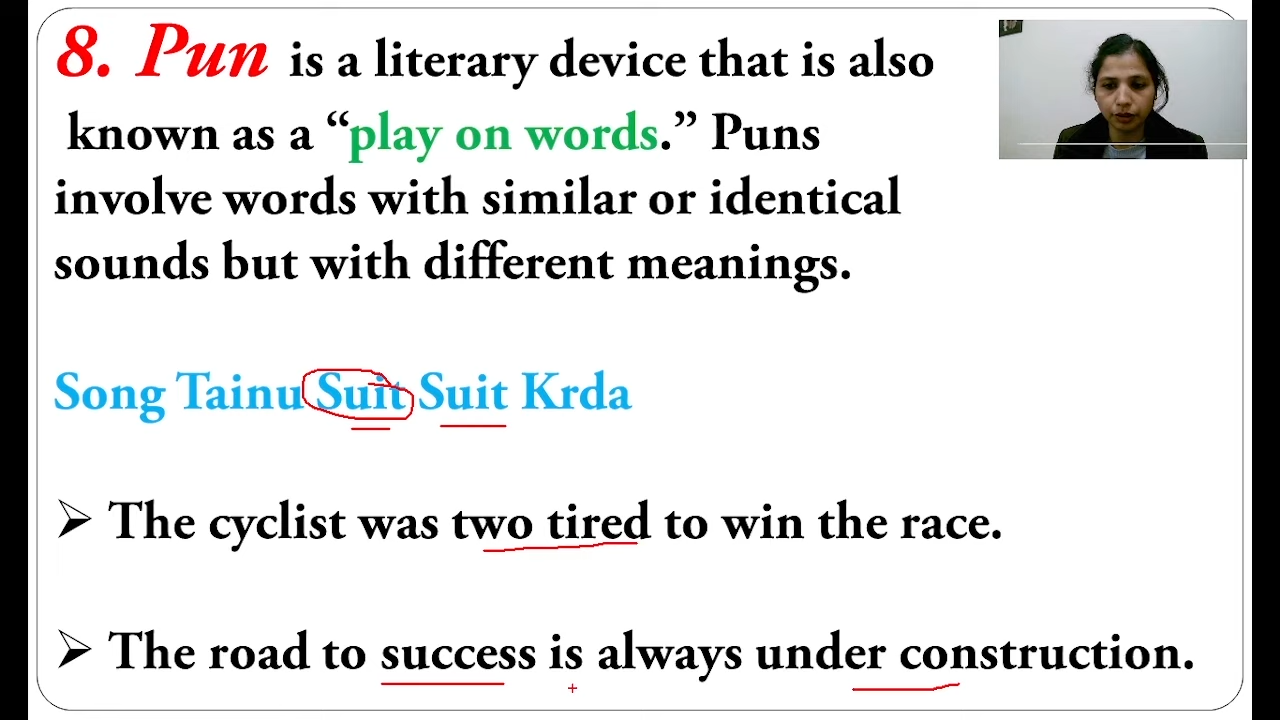 8. Pun is a literary device that is also
known as a “play on words.” Puns
involve words with similar or identical
sounds but with different meanings.
Song Tainu Suit Suit Krda
➢ The cyclist was two tired to win the race.
➢ The road to success is always under construction.